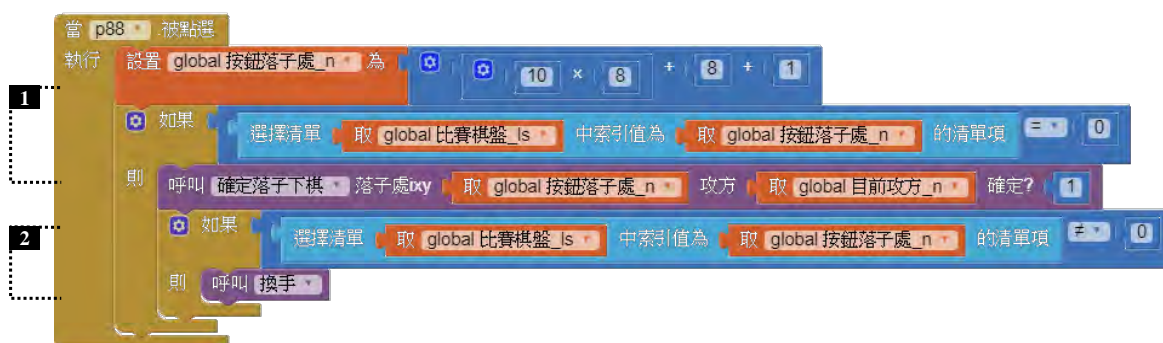 當 p88 .被點選
執行 設置 global 按鈕落子處_n 為 10 × 8 + 8 + 1
1
如果 選擇清單 取 global 比賽棋盤_ls 中索引值為 取 global 按鈕落子處_n 的清單項 = 0
則 呼叫 確定落子下棋 落子處ixy 取 global 按鈕落子處_n 攻方 取 global 目前攻方_n 確定? 1
2
如果 選擇清單 取 global 比賽棋盤_ls 中索引值為 取 global 按鈕落子處_n 的清單項 ≠ 0
則 呼叫 換手